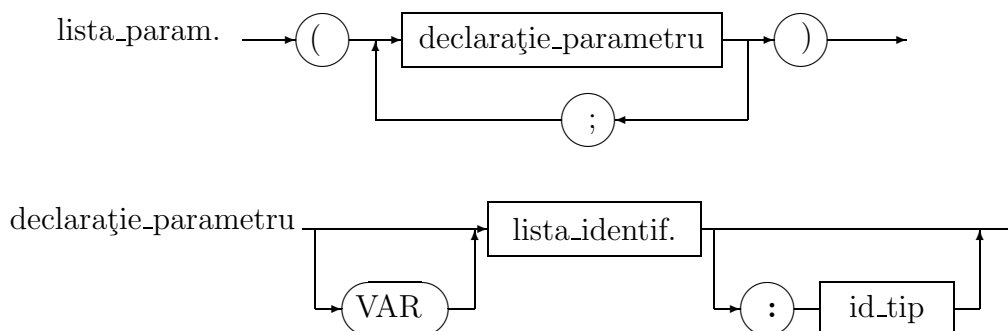 lista_param. ( declaraţie_parametru )
;
declaraţie_parametru lista_identif.
VAR : id_tip